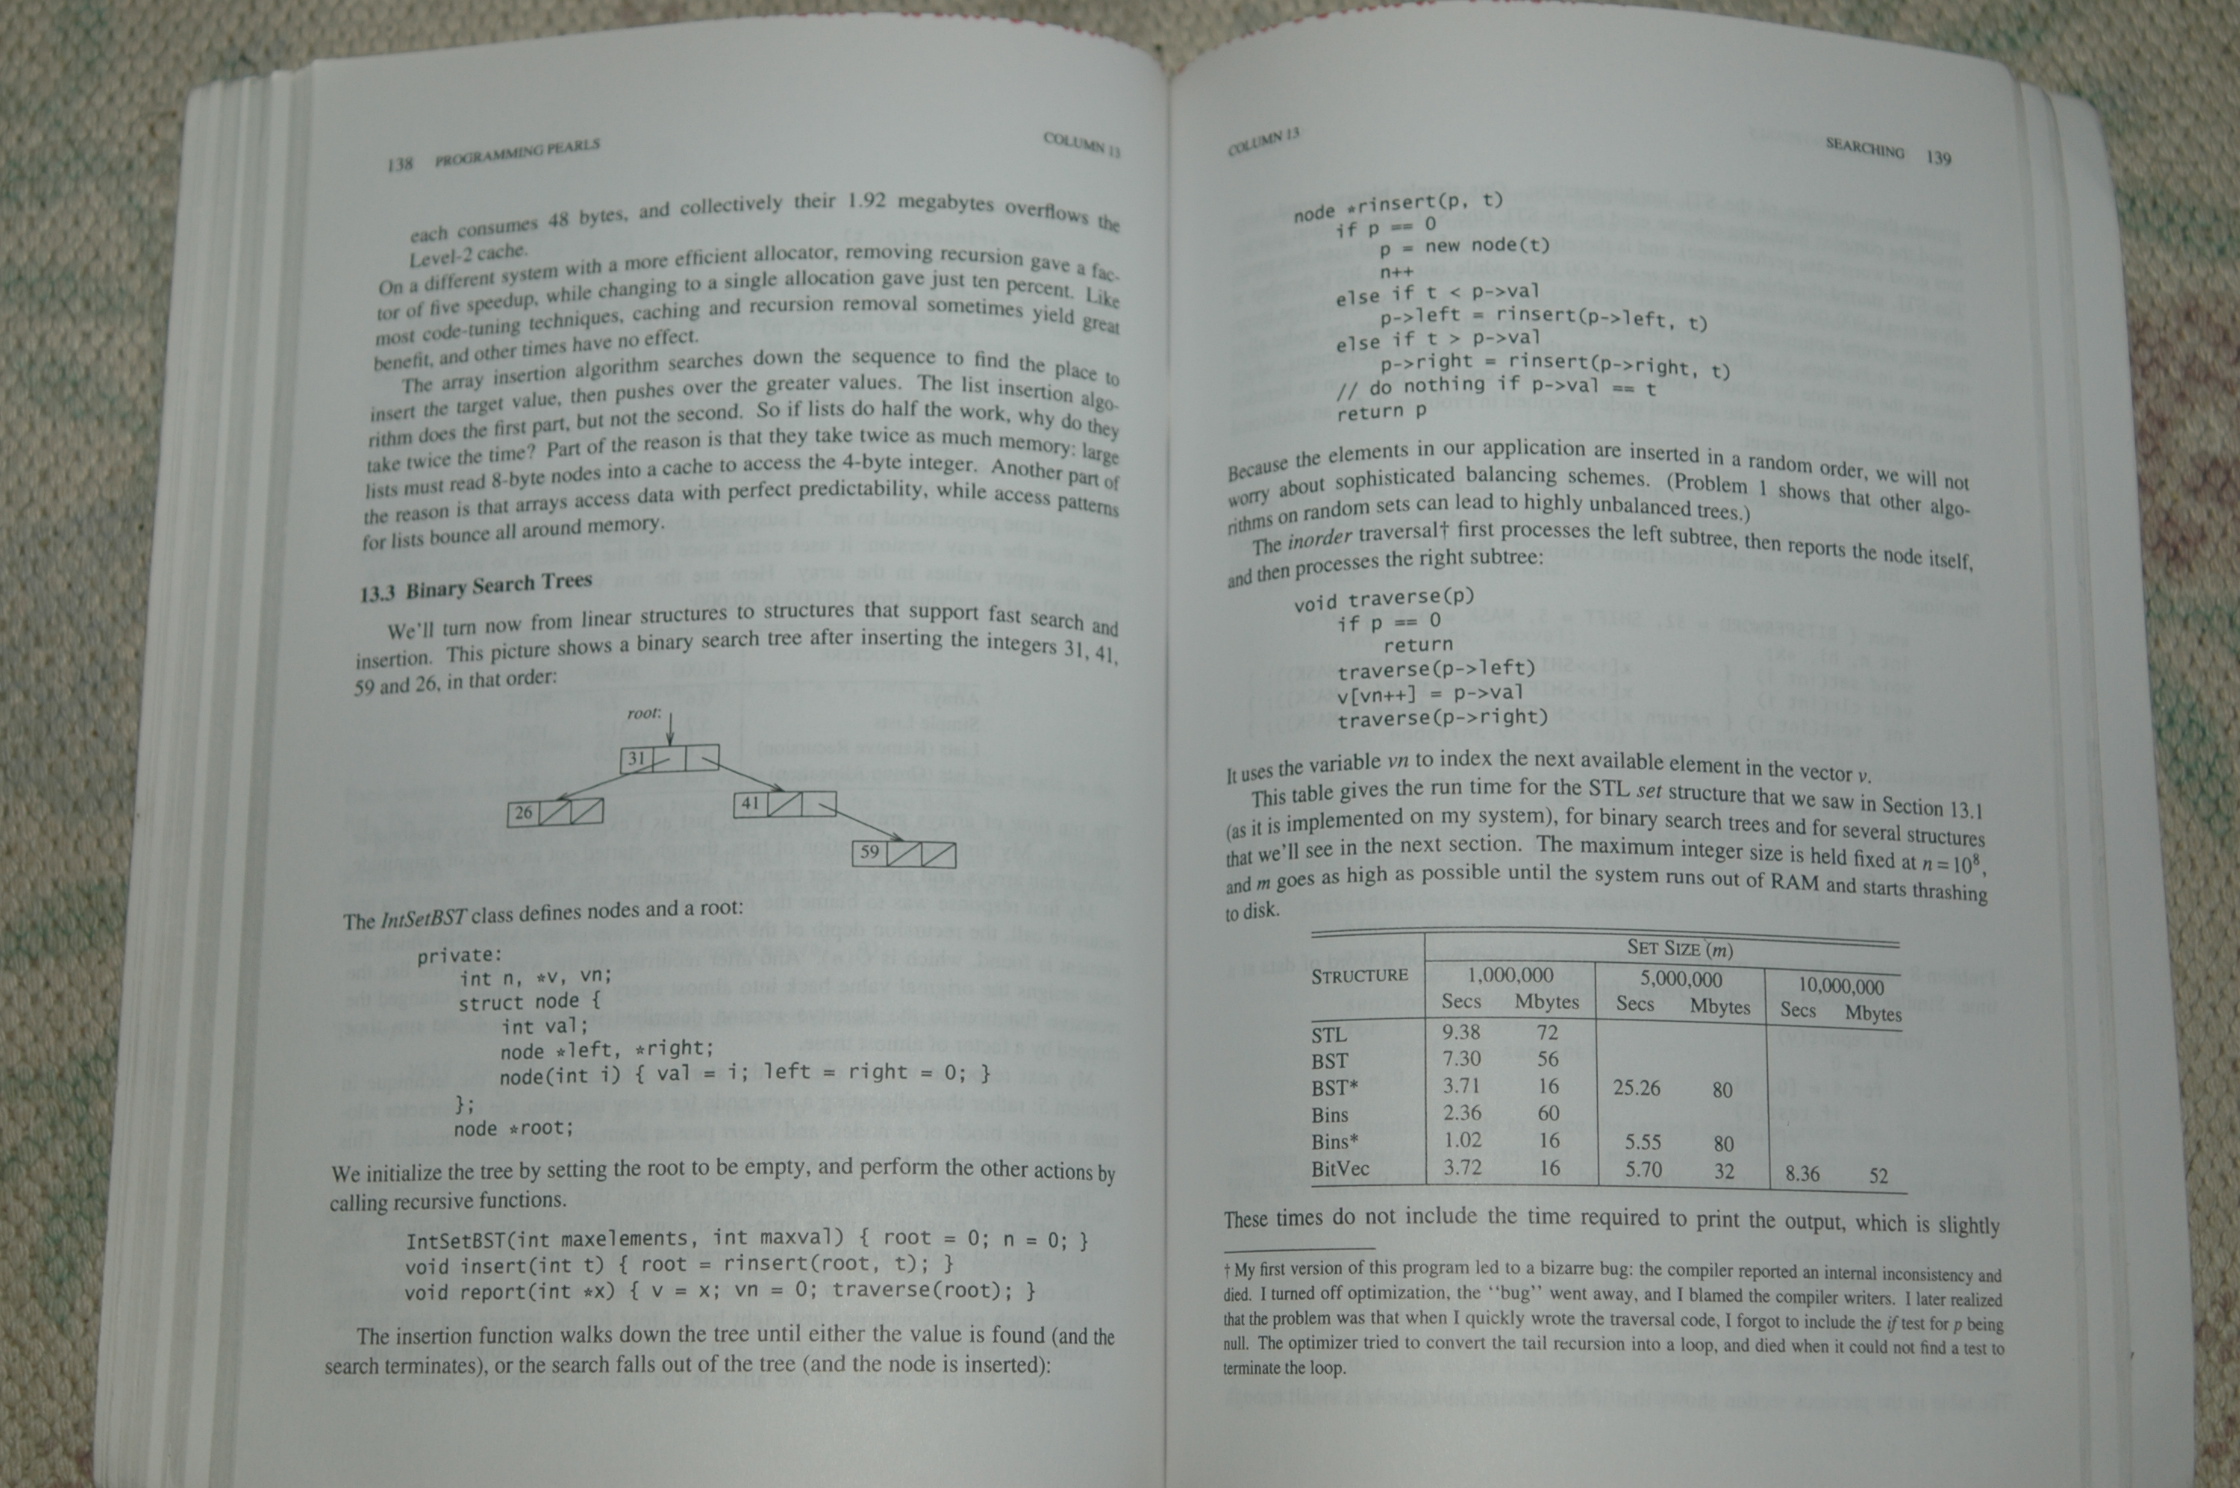 138 PROGRAMMING PEARLS COLUMN 13
each consumes 48 bytes, and collectively their 1.92 megabytes overflows the
Level-2 cache.
On a different system with a more efficient allocator, removing recursion gave a fac-
tor of five speedup, while changing to a single allocation gave just ten percent. Like
most code-tuning techniques, caching and recursion removal sometimes yield great
benefit, and other times have no effect.
The array insertion algorithm searches down the sequence to find the place to
insert the target value, then pushes over the greater values. The list insertion algo-
rithm does the first part, but not the second. So if lists do half the work, why do they
take twice the time? Part of the reason is that they take twice as much memory: large
lists must read 8-byte nodes into a cache to access the 4-byte integer. Another part of
the reason is that arrays access data with perfect predictability, while access patterns
for lists bounce all around memory.
13.3 Binary Search Trees
We'll turn now from linear structures to structures that support fast search and
insertion. This picture shows a binary search tree after inserting the integers 31, 41,
59 and 26, in that order:
root:
31
26
41
59
The IntSetBST class defines nodes and a root:
private:
int n, *v, vn;
struct node {
int val;
node *left, *right;
node(int i) { val = i; left = right = 0; }
};
node *root;
We initialize the tree by setting the root to be empty, and perform the other actions by
calling recursive functions.
IntSetBST(int maxelements, int maxval) { root = 0; n = 0; }
void insert(int t) { root = rinsert(root, t); }
void report(int *x) { v = x; vn = 0; traverse(root); }
The insertion function walks down the tree until either the value is found (and the
search terminates), or the search falls out of the tree (and the node is inserted):
COLUMN 13 SEARCHING 139
node *rinsert(p, t)
if p == 0
p = new node(t)
n++
else if t < p->val
p->left = rinsert(p->left, t)
else if t > p->val
p->right = rinsert(p->right, t)
// do nothing if p->val == t
return p
Because the elements in our application are inserted in a random order, we will not
worry about sophisticated balancing schemes. (Problem 1 shows that other algo-
rithms on random sets can lead to highly unbalanced trees.)
The inorder traversal† first processes the left subtree, then reports the node itself,
and then processes the right subtree:
void traverse(p)
if p == 0
return
traverse(p->left)
v[vn++] = p->val
traverse(p->right)
It uses the variable vn to index the next available element in the vector v.
This table gives the run time for the STL set structure that we saw in Section 13.1
(as it is implemented on my system), for binary search trees and for several structures
that we'll see in the next section. The maximum integer size is held fixed at n = 10⁸,
and m goes as high as possible until the system runs out of RAM and starts thrashing
to disk.
SET SIZE (m)
STRUCTURE 1,000,000 5,000,000 10,000,000
Secs Mbytes Secs Mbytes Secs Mbytes
STL 9.38 72
BST 7.30 56
BST* 3.71 16 25.26 80
Bins 2.36 60
Bins* 1.02 16 5.55 80
BitVec 3.72 16 5.70 32 8.36 52
These times do not include the time required to print the output, which is slightly
† My first version of this program led to a bizarre bug: the compiler reported an internal inconsistency and
died. I turned off optimization, the ''bug'' went away, and I blamed the compiler writers. I later realized
that the problem was that when I quickly wrote the traversal code, I forgot to include the if test for p being
null. The optimizer tried to convert the tail recursion into a loop, and died when it could not find a test to
terminate the loop.